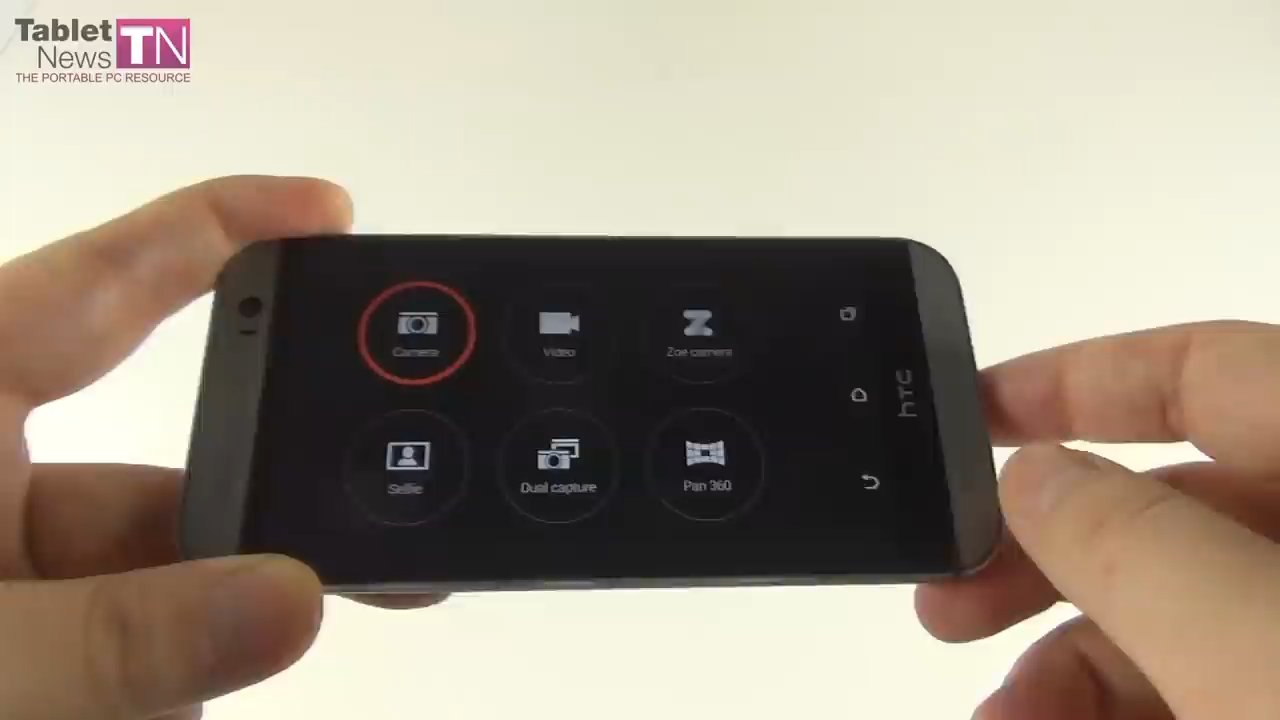 Tablet
News TN
THE PORTABLE PC RESOURCE
Camera
Video
Zoe camera
Selfie
Dual capture
Pan 360
hTC